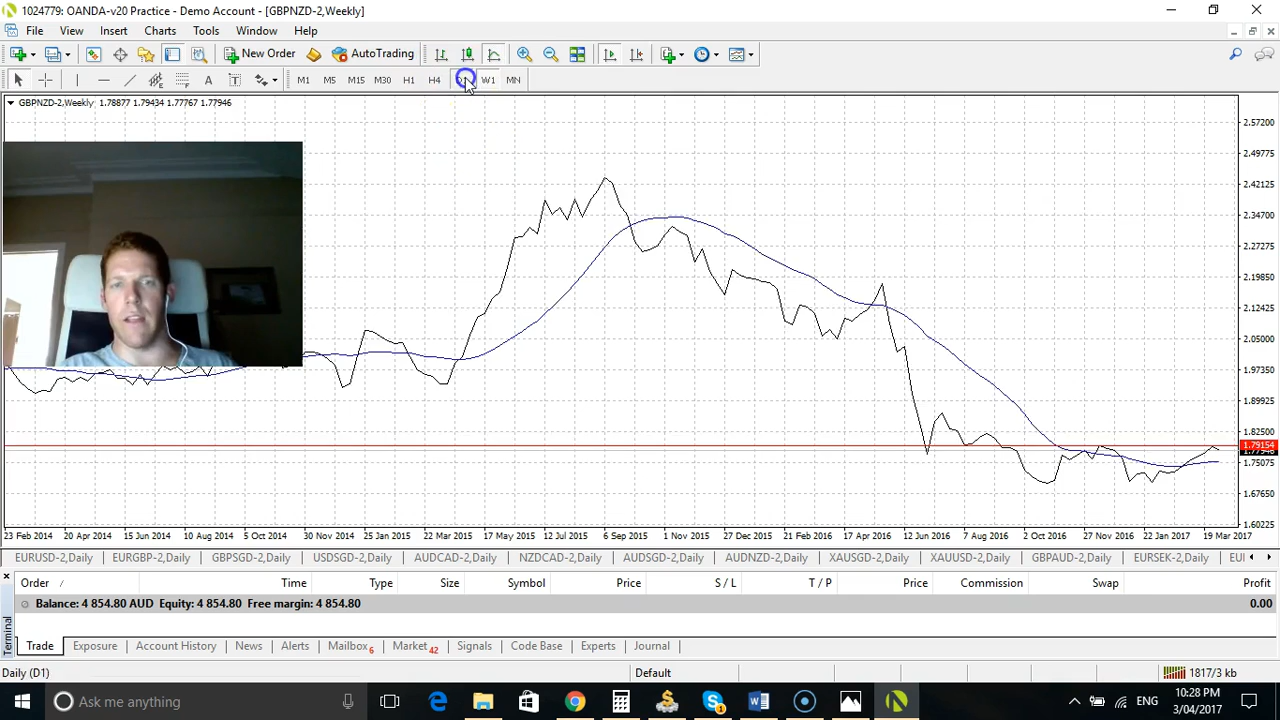 1024779: OANDA-v20 Practice - Demo Account - [GBPNZD-2,Weekly]
File View Insert Charts Tools Window Help
New Order AutoTrading
A T M1 M5 M15 M30 H1 H4 W1 MN
GBPNZD-2,Weekly 1.78877 1.79434 1.77767 1.77946
2.57200
2.49775
2.42125
2.34700
2.27275
2.19850
2.12425
2.05000
1.97350
1.89925
1.82500
1.79154
1.75075
1.67650
1.60225
23 Feb 2014 20 Apr 2014 15 Jun 2014 10 Aug 2014 5 Oct 2014 30 Nov 2014 25 Jan 2015 22 Mar 2015 17 May 2015 12 Jul 2015 6 Sep 2015 1 Nov 2015 27 Dec 2015 21 Feb 2016 17 Apr 2016 12 Jun 2016 7 Aug 2016 2 Oct 2016 27 Nov 2016 22 Jan 2017 19 Mar 2017
EURUSD-2,Daily EURGBP-2,Daily GBPSGD-2,Daily USDSGD-2,Daily AUDCAD-2,Daily NZDCAD-2,Daily AUDSGD-2,Daily AUDNZD-2,Daily XAUSGD-2,Daily XAUUSD-2,Daily GBPAUD-2,Daily EURSEK-2,Daily EUI
Order / Time Type Size Symbol Price S / L T / P Price Commission Swap Profit
Balance: 4 854.80 AUD Equity: 4 854.80 Free margin: 4 854.80 0.00
Terminal
Trade Exposure Account History News Alerts Mailbox 6 Market 42 Signals Code Base Experts Journal
Daily (D1) Default 1817/3 kb
Ask me anything ENG 10:28 PM
3/04/2017